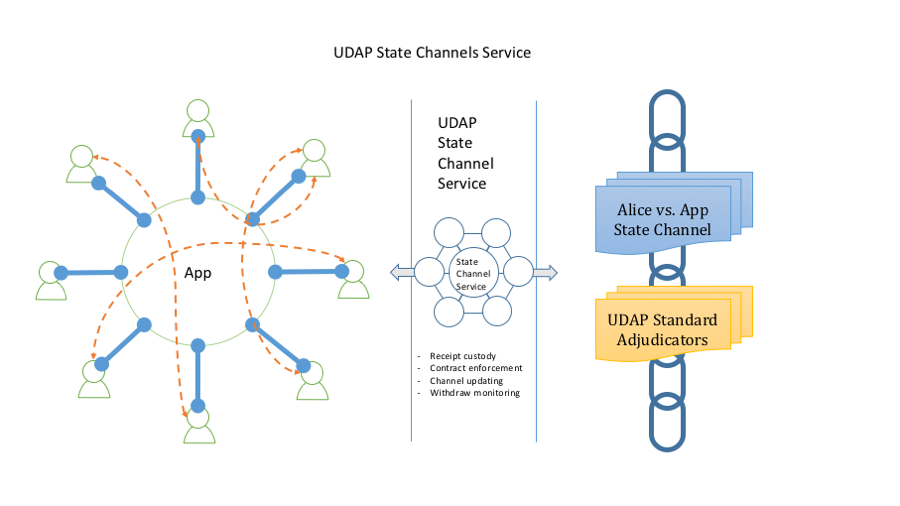 UDAP State Channels Service
App
UDAP
State
Channel
Service
State
Channel
Service
- Receipt custody
- Contract enforcement
- Channel updating
- Withdraw monitoring
Alice vs. App
State Channel
UDAP Standard
Adjudicators